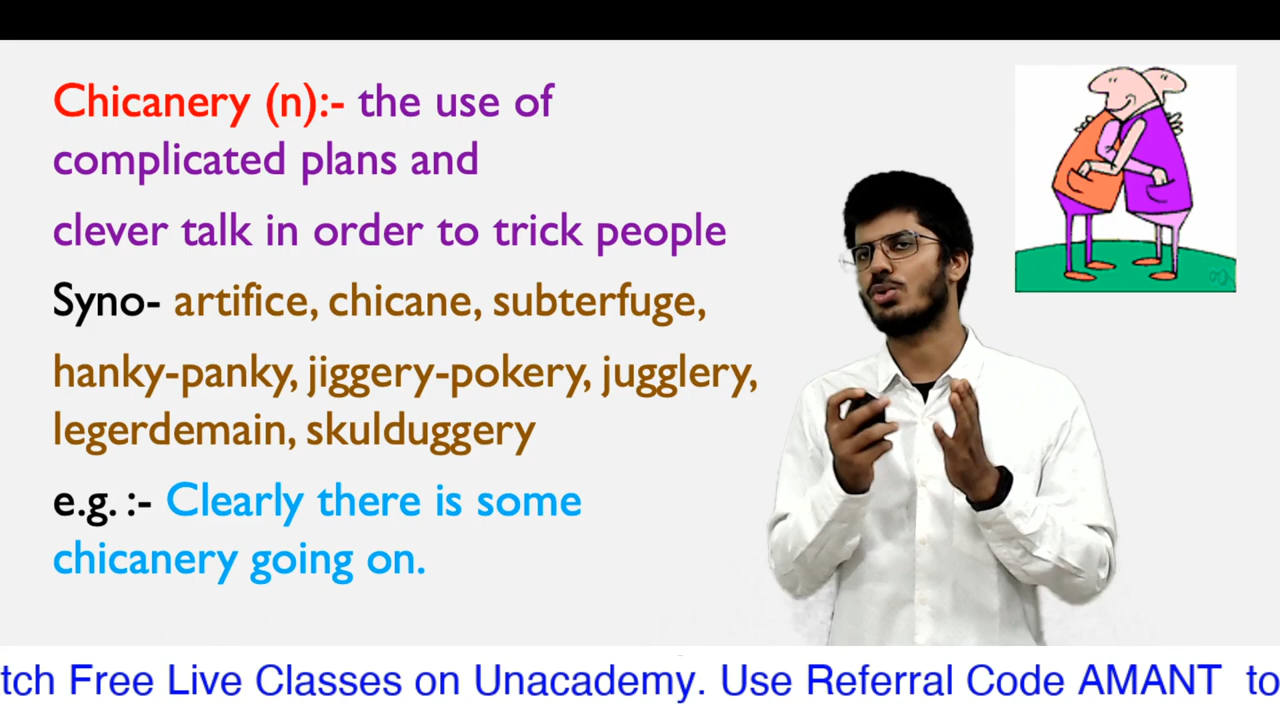 Chicanery (n):- the use of
complicated plans and
clever talk in order to trick people
Syno- artifice, chicane, subterfuge,
hanky-panky, jiggery-pokery, jugglery,
legerdemain, skulduggery
e.g. :- Clearly there is some
chicanery going on.
tch Free Live Classes on Unacademy. Use Referral Code AMANT to